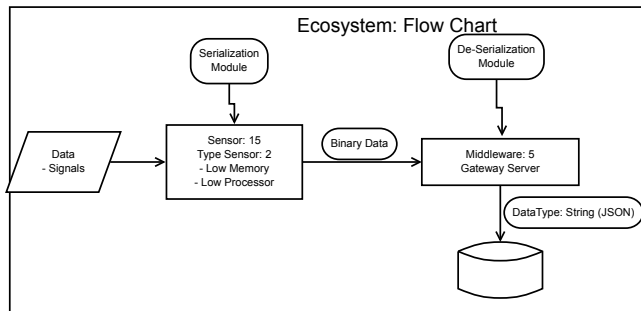 Ecosystem: Flow Chart
Serialization
Module
De-Serialization
Module
Data
- Signals
Sensor: 15
Type Sensor: 2
- Low Memory
- Low Processor
Binary Data
Middleware: 5
Gateway Server
DataType: String (JSON)